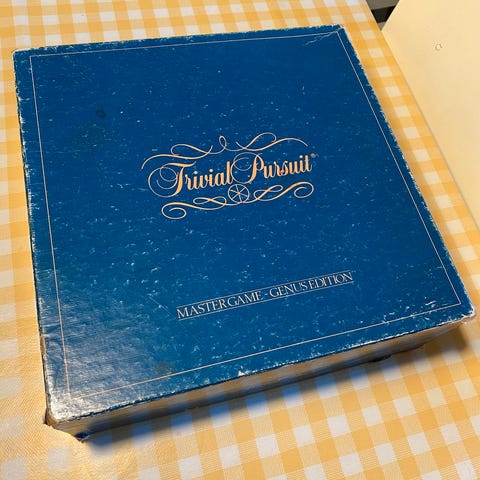 Trivial Pursuit®
MASTER GAME - GENUS EDITION